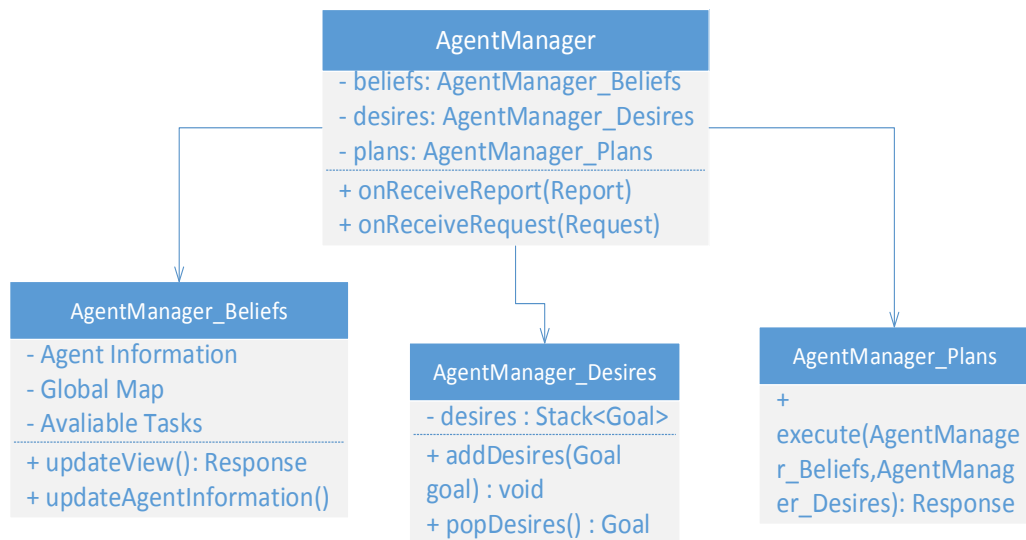 AgentManager
- beliefs: AgentManager_Beliefs
- desires: AgentManager_Desires
- plans: AgentManager_Plans
+ onReceiveReport(Report)
+ onReceiveRequest(Request)
AgentManager_Beliefs
- Agent Information
- Global Map
- Avaliable Tasks
+ updateView(): Response
+ updateAgentInformation()
AgentManager_Desires
- desires : Stack<Goal>
+ addDesires(Goal
goal) : void
+ popDesires() : Goal
AgentManager_Plans
+
execute(AgentManage
r_Beliefs,AgentManag
er_Desires): Response